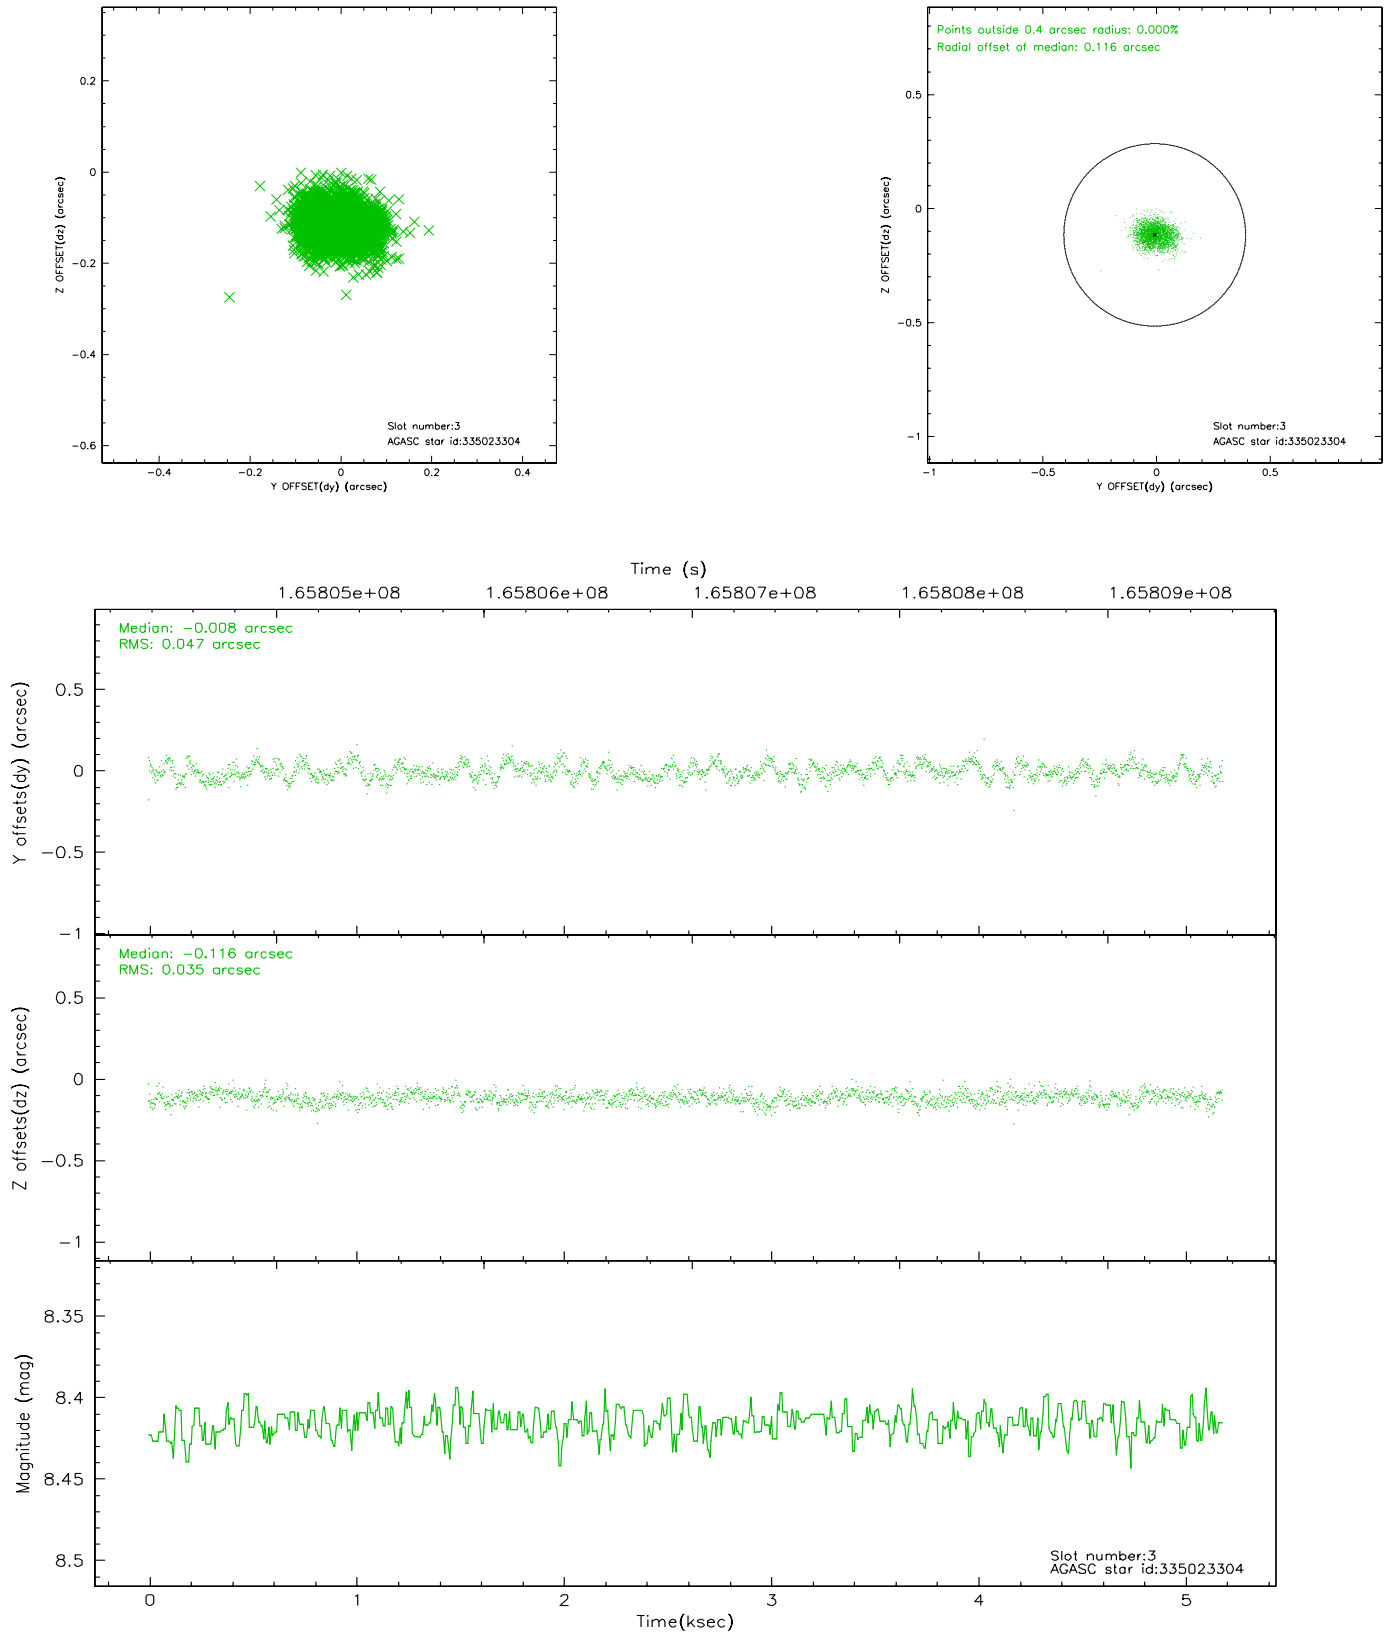 0.2
0
−0.2
−0.4
−0.6
Z OFFSET(dz) (arcsec)
Slot number:3
AGASC star id:335023304
−0.4
−0.2
0
0.2
0.4
Y OFFSET(dy) (arcsec)
Points outside 0.4 arcsec radius: 0.000%
Radial offset of median: 0.116 arcsec
0.5
0
−0.5
−1
Z OFFSET(dz) (arcsec)
Slot number:3
AGASC star id:335023304
−1
−0.5
0
0.5
Y OFFSET(dy) (arcsec)
Time (s)
1.65805e+08
1.65806e+08
1.65807e+08
1.65808e+08
1.65809e+08
Median: −0.008 arcsec
RMS: 0.047 arcsec
0.5
0
−0.5
−1
Y offsets(dy) (arcsec)
Median: −0.116 arcsec
RMS: 0.035 arcsec
0.5
0
−0.5
−1
Z offsets(dz) (arcsec)
8.35
8.4
8.45
8.5
Magnitude (mag)
Slot number:3
AGASC star id:335023304
0
1
2
3
4
5
Time(ksec)